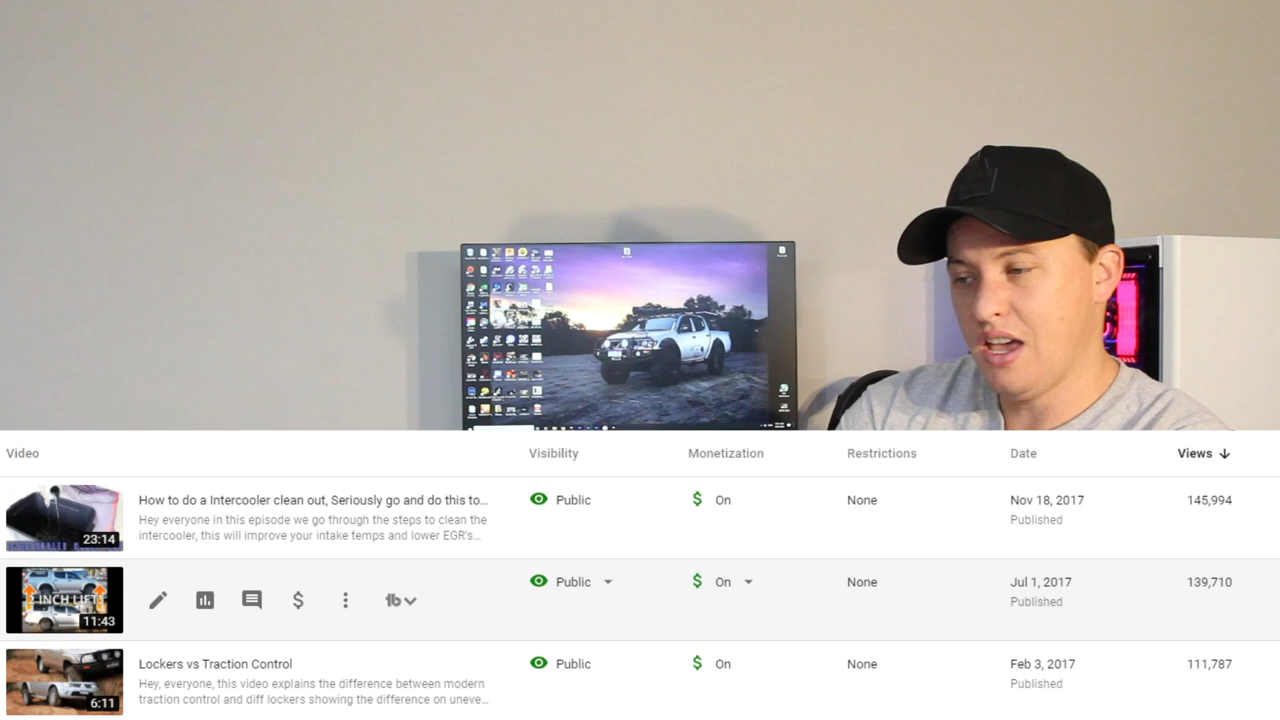 Video Visibility Monetization Restrictions Date Views
How to do a Intercooler clean out, Seriously go and do this to... Public $ On None Nov 18, 2017 145,994
Hey everyone in this episode we go through the steps to clean the Published
intercooler, this will improve your intake temps and lower EGR's...
23:14
Public $ On None Jul 1, 2017 139,710
2 INCH LIFT $ tb Published
11:43
Lockers vs Traction Control Public $ On None Feb 3, 2017 111,787
Hey, everyone, this video explains the difference between modern Published
traction control and diff lockers showing the difference on uneve...
6:11